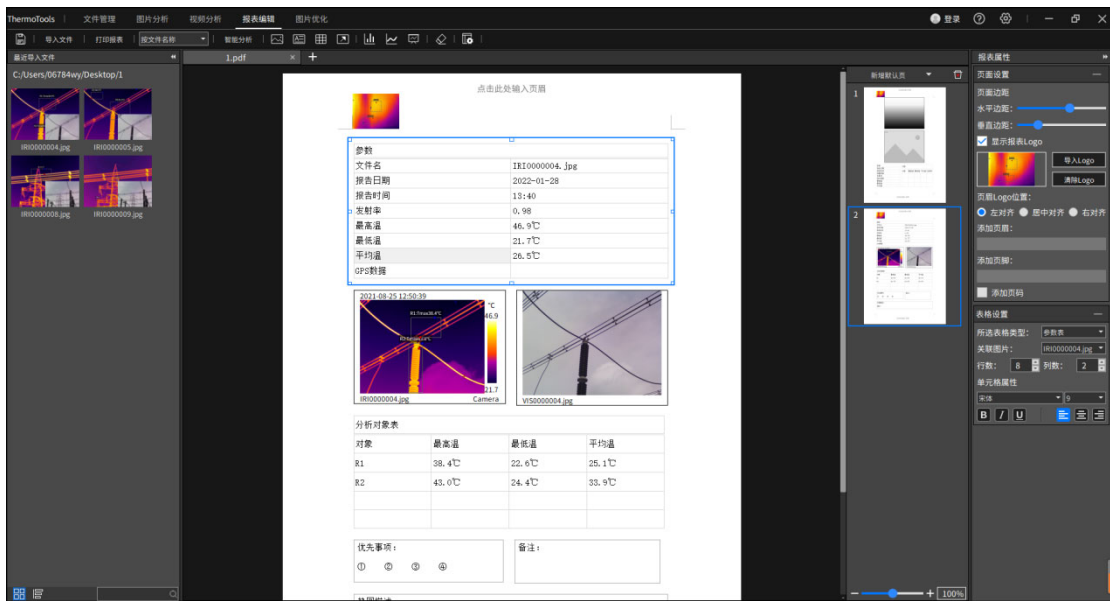 ThermoTools 文件管理 图片分析 视频分析 报表编辑 图片优化 登录
导入文件 打印报表 按文件名称 智能分析
最近导入文件
1.pdf
报表属性
C:/Users/06784wy/Desktop/1
IRI0000004.jpg IRI0000005.jpg
IRI0000008.jpg IRI0000009.jpg
点击此处输入页眉
参数
文件名 IRI0000004.jpg
报告日期 2022-01-28
报告时间 13:40
发射率 0.98
最高温 46.9℃
最低温 21.7℃
平均温 26.5℃
GPS数据
2021-08-25 12:50:39
℃
46.9
21.7
IRI0000004.jpg Camera
VIS0000004.jpg
分析对象表
对象 最高温 最低温 平均温
R1 38.4℃ 22.6℃ 25.1℃
R2 43.0℃ 24.4℃ 33.9℃
优先事项:
① ② ③ ④
备注:
新增默认页
1
2
100%
页面设置
页面边距
水平边距:
垂直边距:
显示报表Logo
导入Logo
清除Logo
页眉Logo位置:
左对齐 居中对齐 右对齐
添加页眉:
添加页脚:
添加页码
表格设置
所选表格类型: 参数表
关联图片: IRI0000004.jpg
行数: 8 列数: 2
单元格属性
宋体 9
B I U